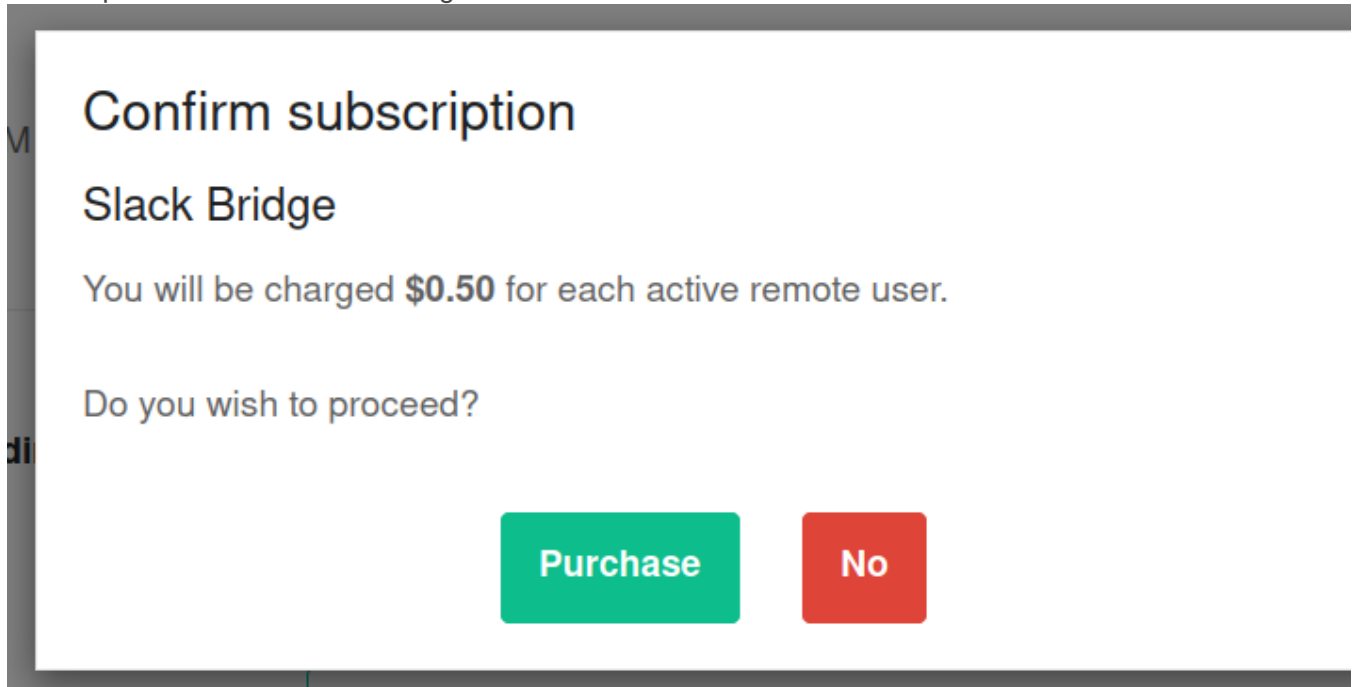 M
Confirm subscription
Slack Bridge
You will be charged $0.50 for each active remote user.
Do you wish to proceed?
Purchase
No